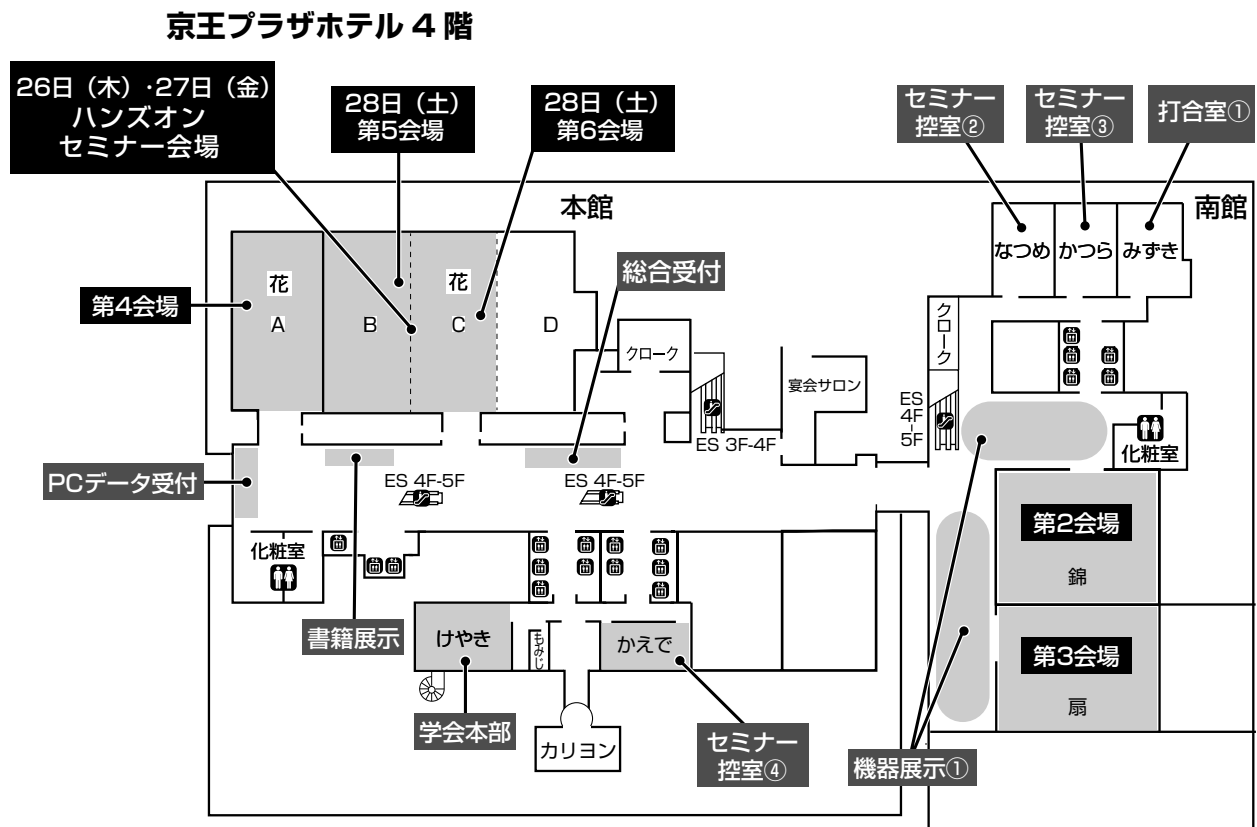 京王プラザホテル 4 階
26日（木）・27日（金）
ハンズオン
セミナー会場
28日（土）
第5会場
28日（土）
第6会場
セミナー
控室②
セミナー
控室③
打合室①
本館
南館
なつめ
かつら
みずき
花
花
総合受付
第4会場
A
B
C
D
クローク
クローク
宴会サロン
ES 3F-4F
ES
4F
-
5F
化粧室
PCデータ受付
ES 4F-5F
ES 4F-5F
第2会場
錦
化粧室
書籍展示
けやき
もみじ
かえで
第3会場
扇
学会本部
カリヨン
セミナー
控室④
機器展示①